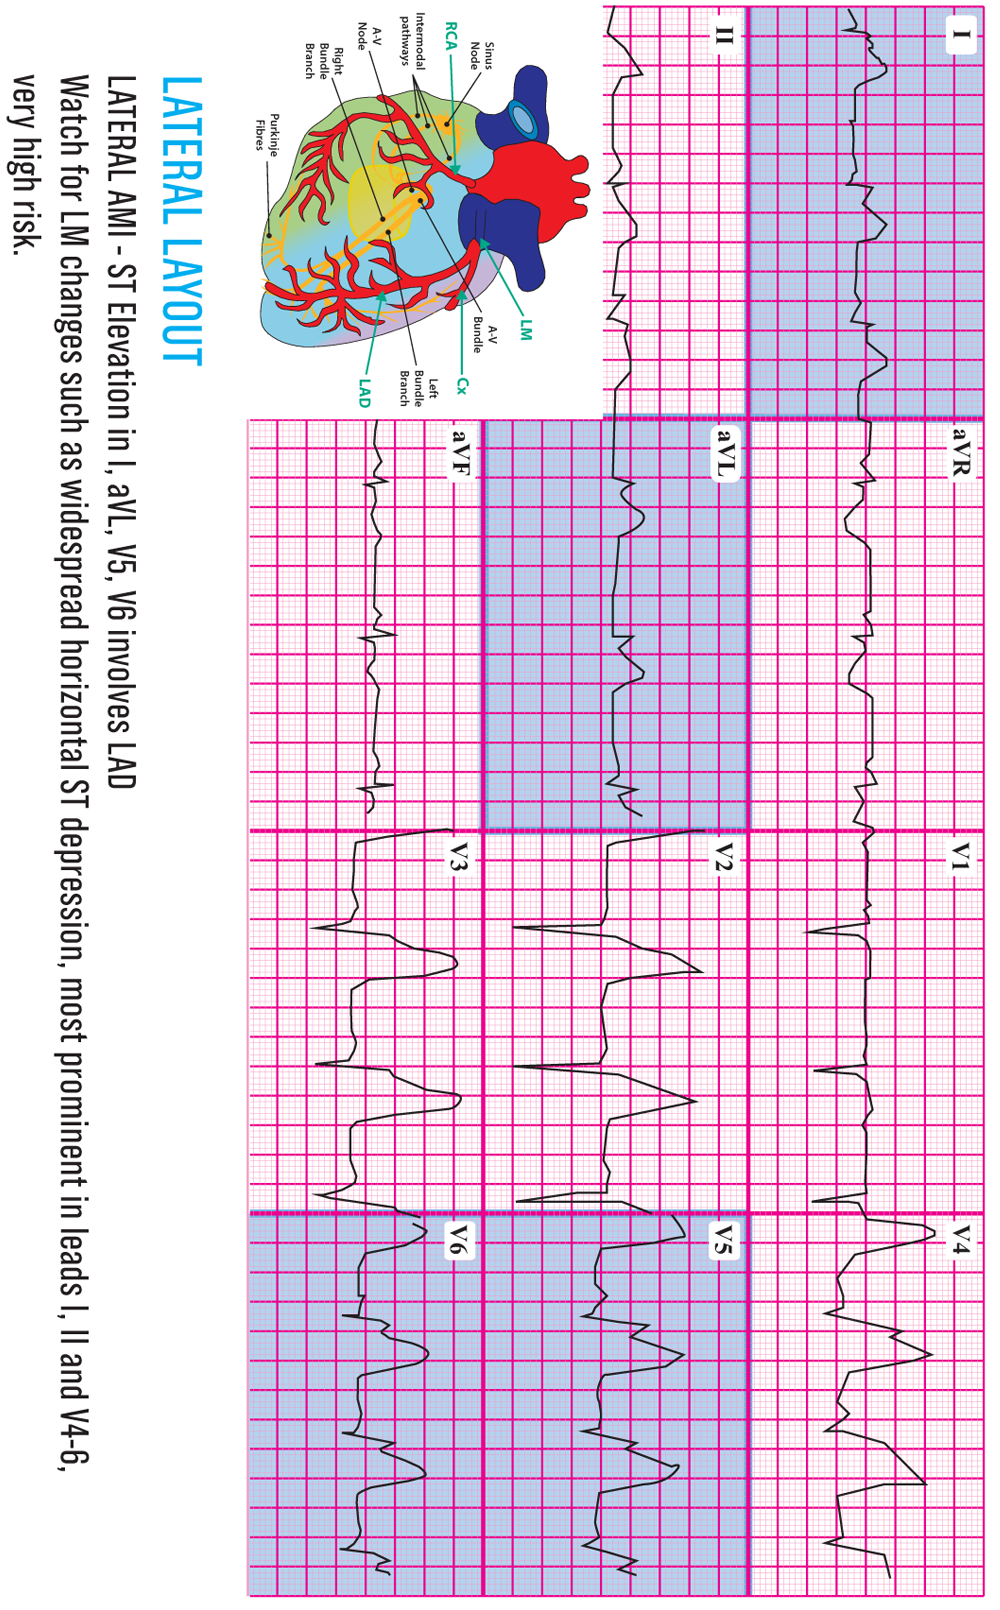 I
aVR
V1
V4
II
aVL
V2
V5
aVF
V3
V6
Sinus
Node
RCA
Intermodal
pathways
A-V
Node
Right
Bundle
Branch
Purkinje
Fibres
LM
A-V
Bundle
Cx
Left
Bundle
Branch
LAD
LATERAL LAYOUT
LATERAL AMI - ST Elevation in I, aVL, V5, V6 involves LAD
Watch for LM changes such as widespread horizontal ST depression, most prominent in leads I, II and V4-6,
very high risk.